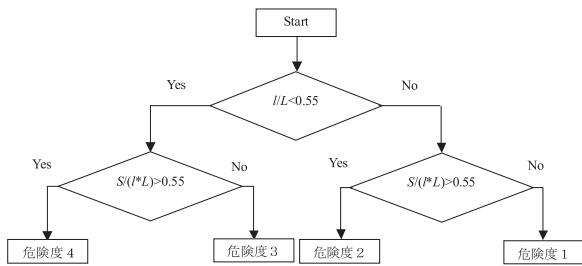 Start
Yes
No
l/L<0.55
Yes
No
Yes
No
S/(l*L)>0.55
S/(l*L)>0.55
危険度４
危険度３
危険度２
危険度１